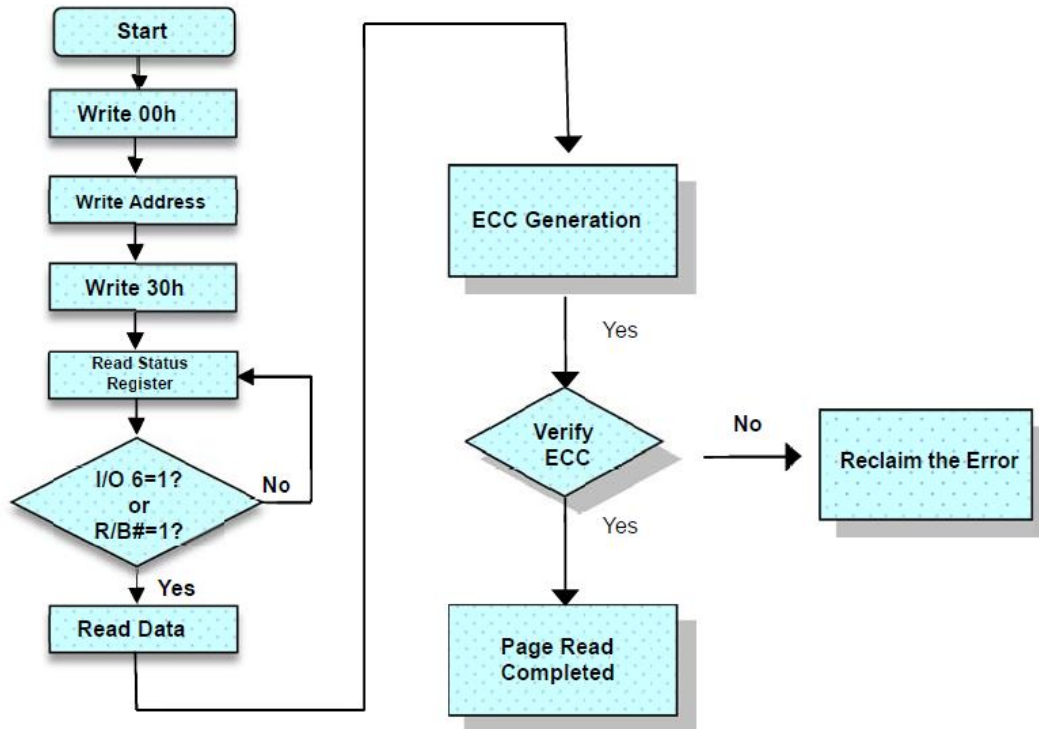 Start
Write 00h
Write Address
Write 30h
Read Status
Register
I/O 6=1?
or
R/B#=1?
No
Yes
Read Data
ECC Generation
Yes
Verify
ECC
No
Reclaim the Error
Yes
Page Read
Completed